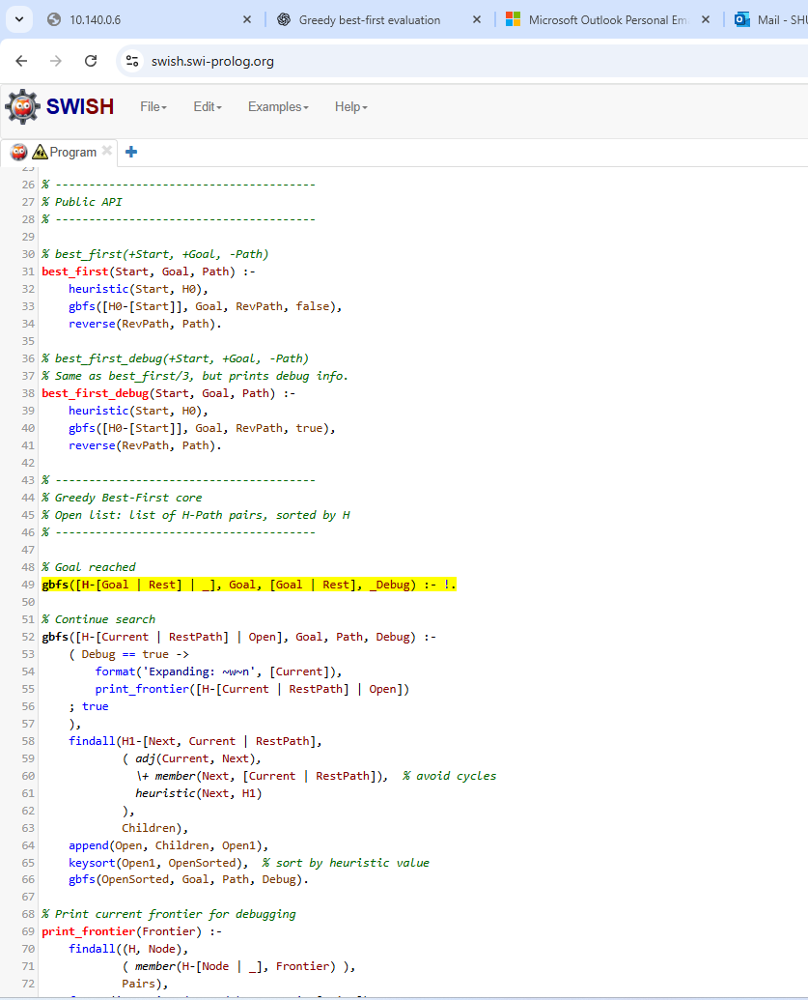 10.140.0.6
Greedy best-first evaluation
Microsoft Outlook Personal Em
Mail - SHU
swish.swi-prolog.org
SWISH File Edit Examples Help
Program
25
26 % ---------------------------------------
27 % Public API
28 % ---------------------------------------
29
30 % best_first(+Start, +Goal, -Path)
31 best_first(Start, Goal, Path) :-
32     heuristic(Start, H0),
33     gbfs([H0-[Start]], Goal, RevPath, false),
34     reverse(RevPath, Path).
35
36 % best_first_debug(+Start, +Goal, -Path)
37 % Same as best_first/3, but prints debug info.
38 best_first_debug(Start, Goal, Path) :-
39     heuristic(Start, H0),
40     gbfs([H0-[Start]], Goal, RevPath, true),
41     reverse(RevPath, Path).
42
43 % ---------------------------------------
44 % Greedy Best-First core
45 % Open list: list of H-Path pairs, sorted by H
46 % ---------------------------------------
47
48 % Goal reached
49 gbfs([H-[Goal | Rest] | _], Goal, [Goal | Rest], _Debug) :- !.
50
51 % Continue search
52 gbfs([H-[Current | RestPath] | Open], Goal, Path, Debug) :-
53     ( Debug == true ->
54         format('Expanding: ~w~n', [Current]),
55         print_frontier([H-[Current | RestPath] | Open])
56     ; true
57     ),
58     findall(H1-[Next, Current | RestPath],
59             ( adj(Current, Next),
60               \+ member(Next, [Current | RestPath]),  % avoid cycles
61               heuristic(Next, H1)
62             ),
63             Children),
64     append(Open, Children, Open1),
65     keysort(Open1, OpenSorted),  % sort by heuristic value
66     gbfs(OpenSorted, Goal, Path, Debug).
67
68 % Print current frontier for debugging
69 print_frontier(Frontier) :-
70     findall((H, Node),
71             ( member(H-[Node | _], Frontier) ),
72             Pairs),